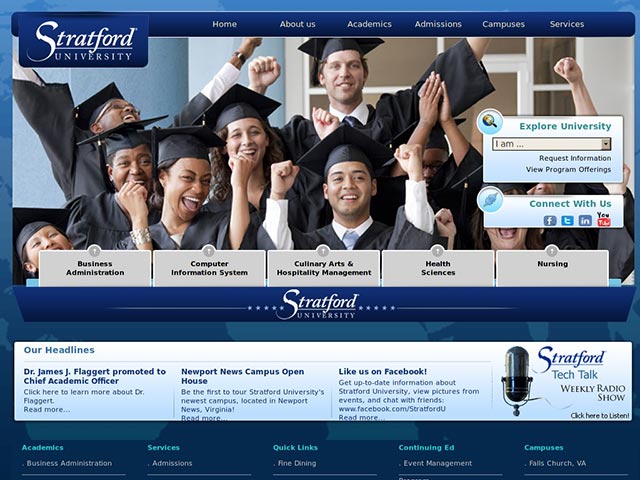 Stratford
UNIVERSITY
Home
About us
Academics
Admissions
Campuses
Services
Explore University
I am ...
Request Information
View Program Offerings
Connect With Us
You
Business
Administration
Computer
Information System
Culinary Arts &
Hospitality Management
Health
Sciences
Nursing
Stratford
UNIVERSITY
Our Headlines
Dr. James J. Flaggert promoted to
Chief Academic Officer
Click here to learn more about Dr.
Flaggert.
Read more...
Newport News Campus Open
House
Be the first to tour Stratford University's
newest campus, located in Newport
News, Virginia!
Read more...
Like us on Facebook!
Get up-to-date information about
Stratford University, view pictures from
events, and chat with friends:
www.facebook.com/StratfordU
Read more...
Stratford
Tech Talk
Weekly Radio
Show
Click here to Listen!
Academics
. Business Administration
Services
. Admissions
Quick Links
. Fine Dining
Continuing Ed
. Event Management
Program
Campuses
. Falls Church, VA